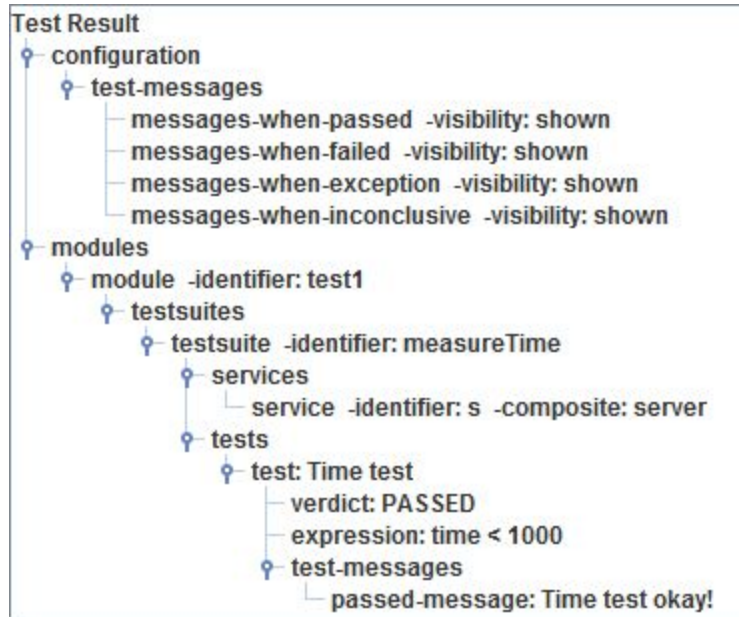 Test Result
configuration
test-messages
messages-when-passed -visibility: shown
messages-when-failed -visibility: shown
messages-when-exception -visibility: shown
messages-when-inconclusive -visibility: shown
modules
module -identifier: test1
testsuites
testsuite -identifier: measureTime
services
service -identifier: s -composite: server
tests
test: Time test
verdict: PASSED
expression: time < 1000
test-messages
passed-message: Time test okay!